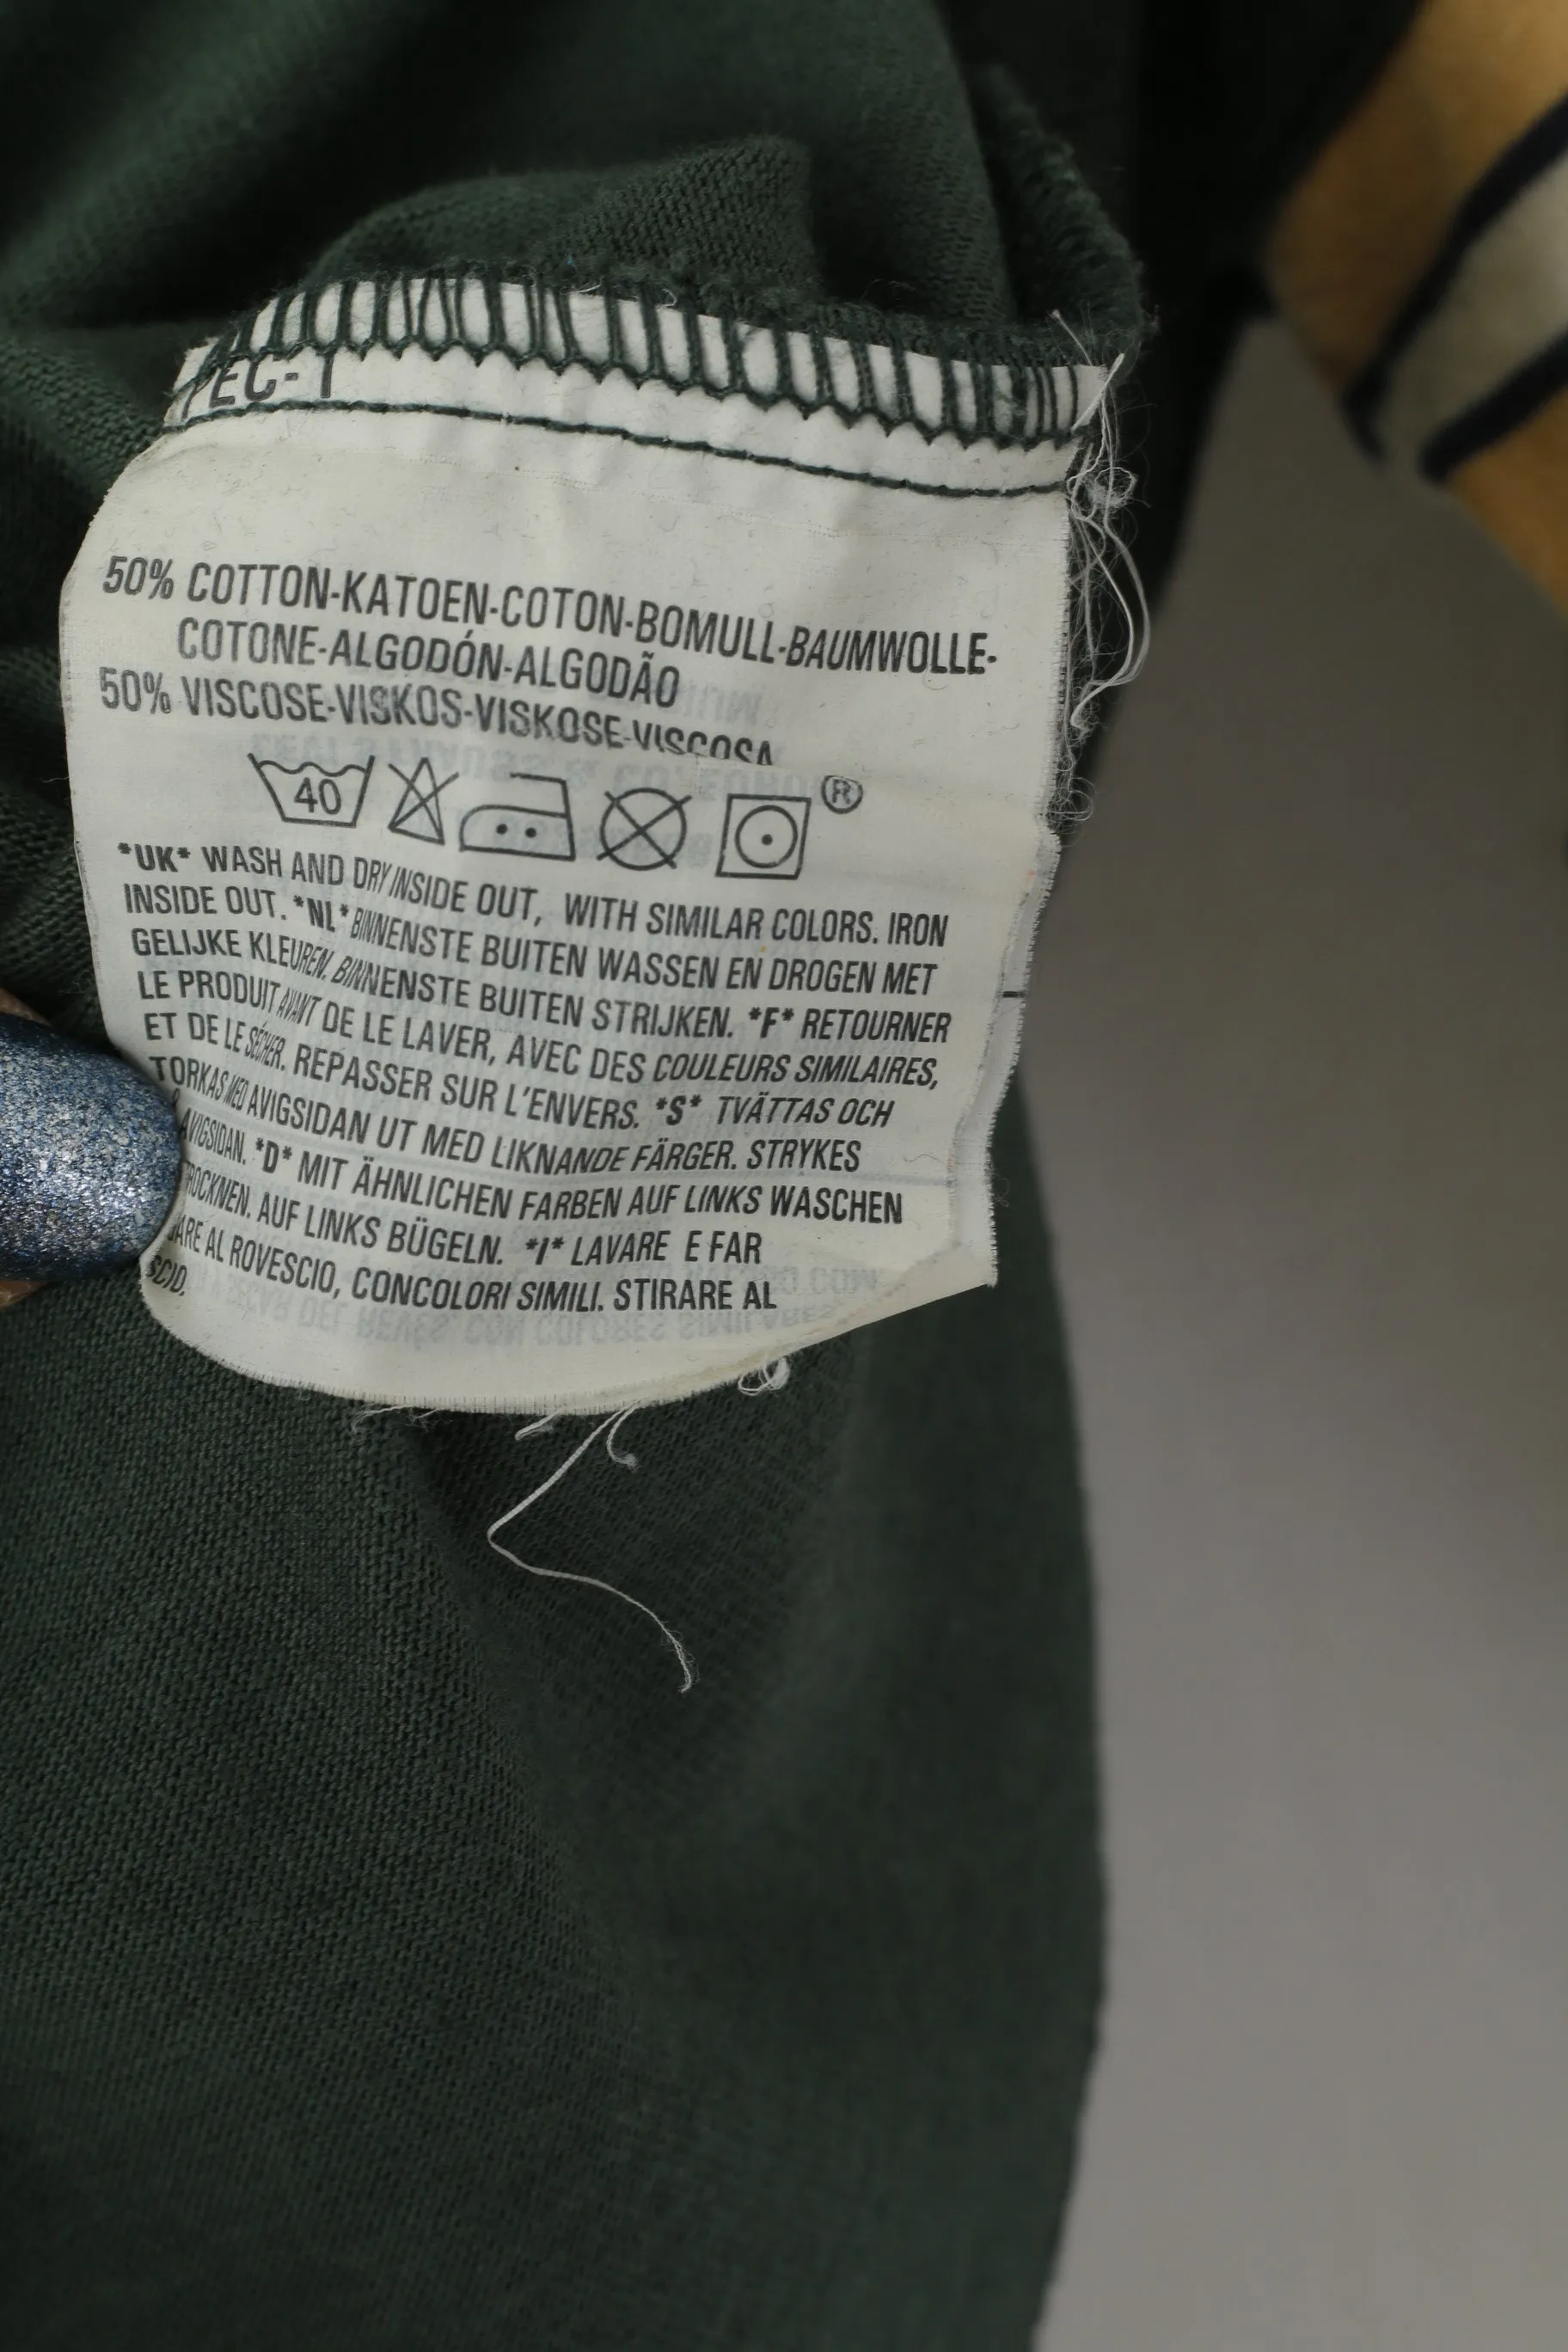 50% COTTON-KATOEN-COTON-BOMULL-BAUMWOLLE-
COTONE-ALGODÓN-ALGODÃO
50% VISCOSE-VISKOS-VISKOSE-VISCOSA
40 ®
*UK* WASH AND DRY INSIDE OUT, WITH SIMILAR COLORS. IRON
INSIDE OUT. *NL* BINNENSTE BUITEN WASSEN EN DROGEN MET
GELIJKE KLEUREN. BINNENSTE BUITEN STRIJKEN. *F* RETOURNER
LE PRODUIT AVANT DE LE LAVER, AVEC DES COULEURS SIMILAIRES,
ET DE LE SÉCHER. REPASSER SUR L'ENVERS. *S* TVÄTTAS OCH
TORKAS MED AVIGSIDAN UT MED LIKNANDE FÄRGER. STRYKES
AVIGSIDAN. *D* MIT ÄHNLICHEN FARBEN AUF LINKS WASCHEN
TROCKNEN. AUF LINKS BÜGELN. *I* LAVARE E FAR
AL ROVESCIO, CONCOLORI SIMILI. STIRARE AL
SCIO.